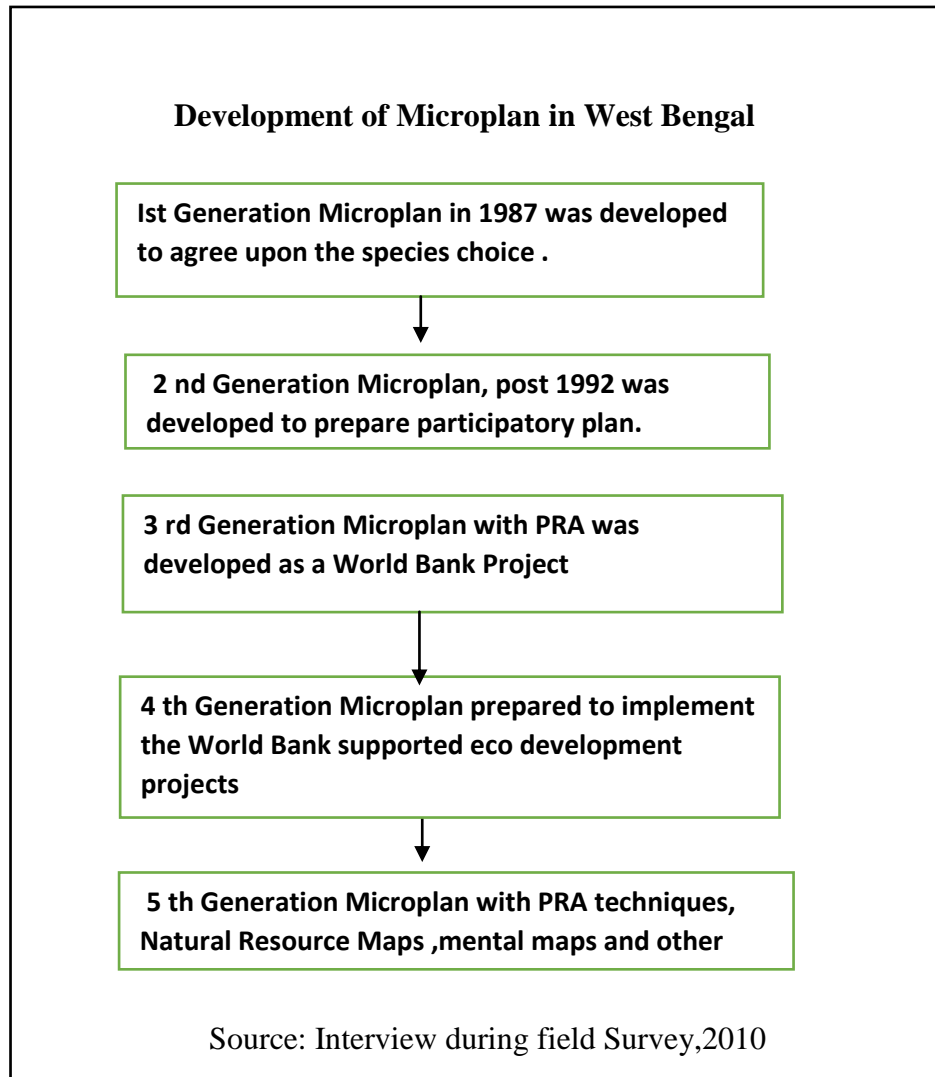 Development of Microplan in West Bengal
Ist Generation Microplan in 1987 was developed
to agree upon the species choice .
2 nd Generation Microplan, post 1992 was
developed to prepare participatory plan.
3 rd Generation Microplan with PRA was
developed as a World Bank Project
4 th Generation Microplan prepared to implement
the World Bank supported eco development
projects
5 th Generation Microplan with PRA techniques,
Natural Resource Maps ,mental maps and other
Source: Interview during field Survey,2010